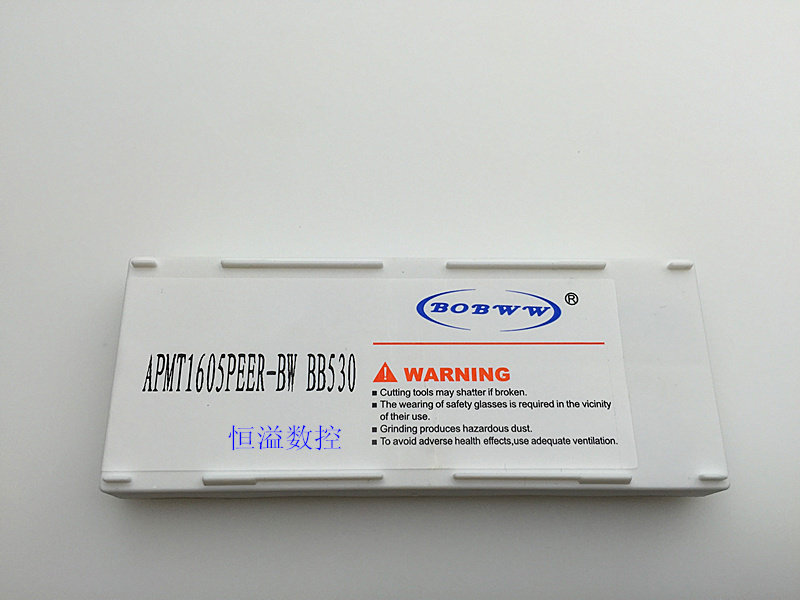 BOBWW®
APMT1605PEER-BW BB530
WARNING
■ Cutting tools may shatter if broken.
■ The wearing of safety glasses is required in the vicinity
of their use.
■ Grinding produces hazardous dust.
■ To avoid adverse health effects,use adequate ventilation.
恒溢数控